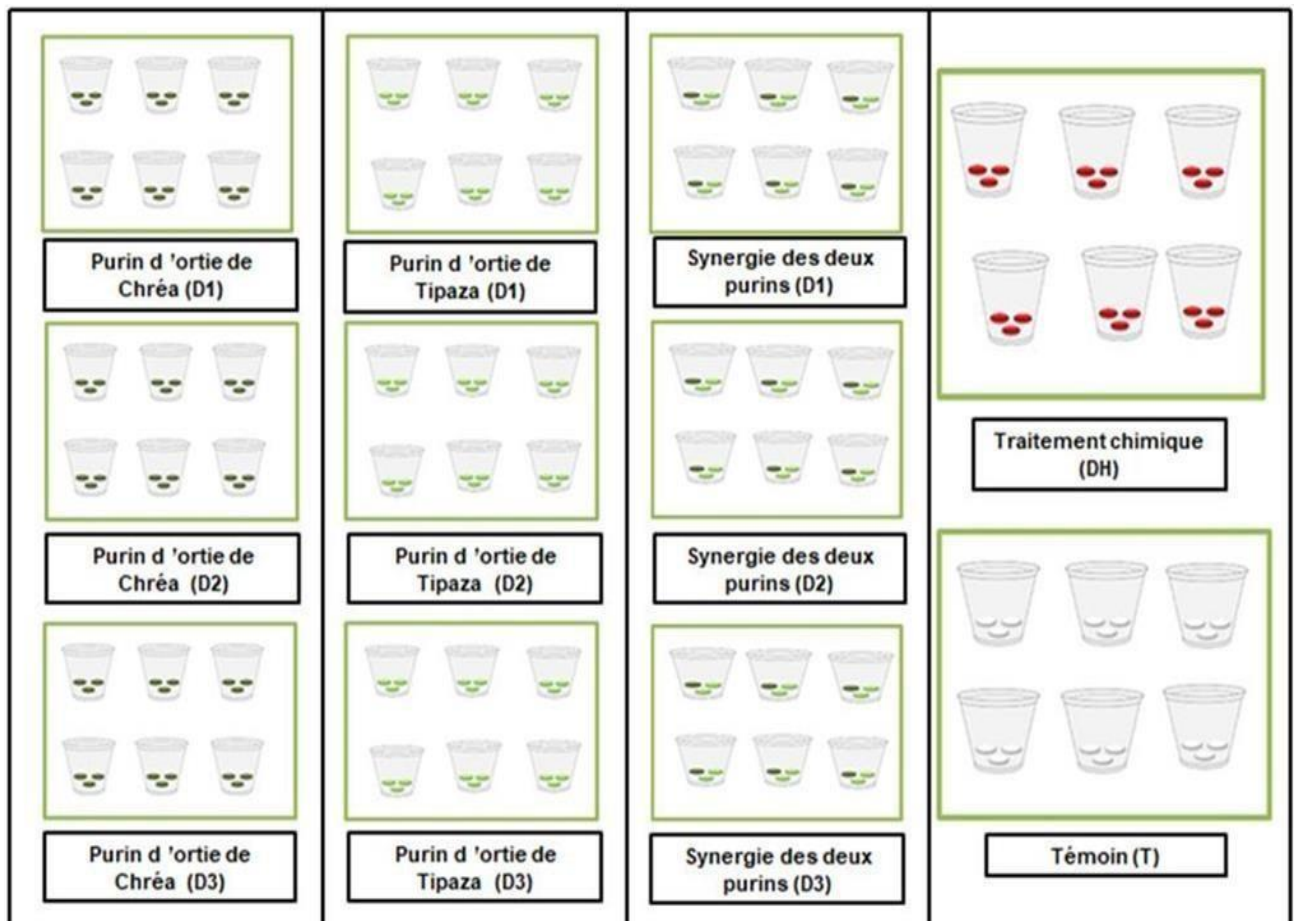 Purin d 'ortie de
Chréa (D1)
Purin d 'ortie de
Tipaza (D1)
Synergie des deux
purins (D1)
Traitement chimique
(DH)
Purin d 'ortie de
Chréa (D2)
Purin d 'ortie de
Tipaza (D2)
Synergie des deux
purins (D2)
Purin d 'ortie de
Chréa (D3)
Purin d 'ortie de
Tipaza (D3)
Synergie des deux
purins (D3)
Témoin (T)